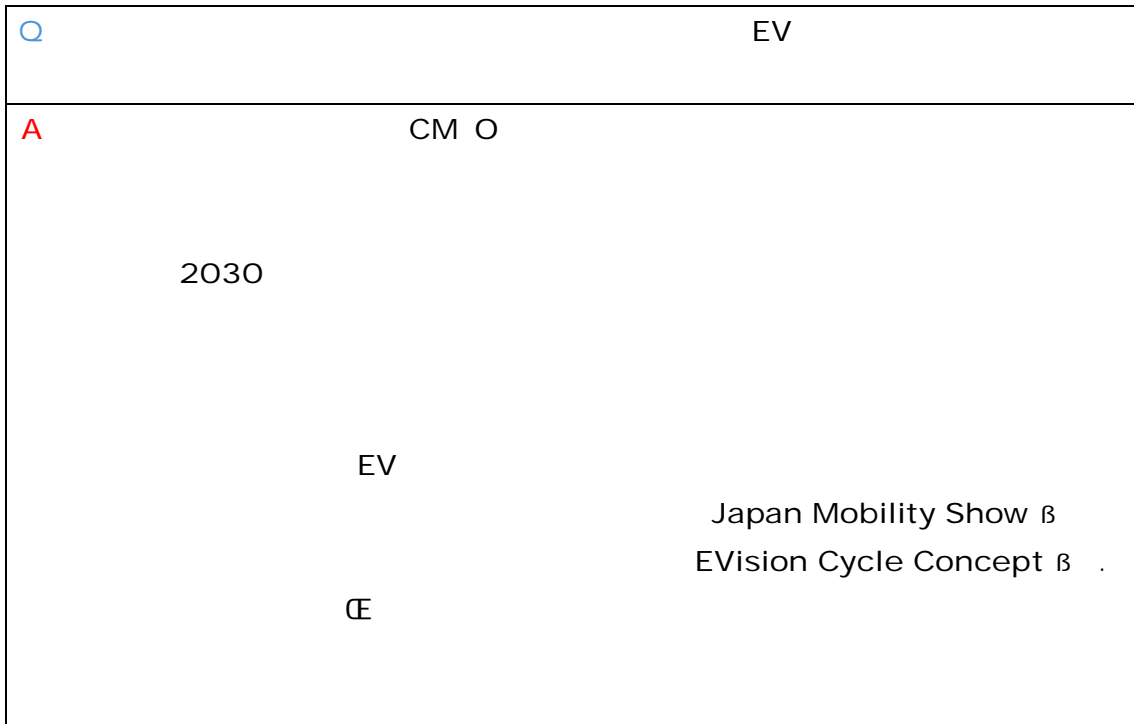 Q EV
A CM O
2030
EV
Japan Mobility Show ß
EVision Cycle Concept ß .
Œ